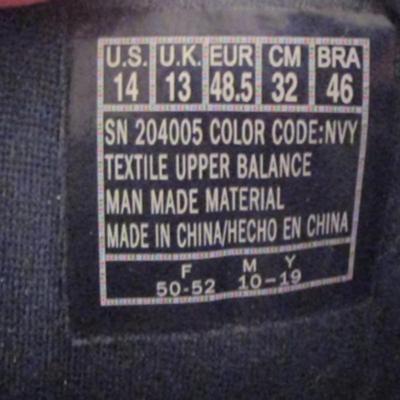 U.S. U.K. EUR CM BRA
14 13 48.5 32 46
SN 204005 COLOR CODE:NVY
TEXTILE UPPER BALANCE
MAN MADE MATERIAL
MADE IN CHINA/HECHO EN CHINA
F M Y
50-52 10-19